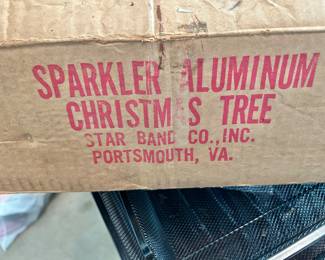 SPARKLER ALUMINUM
CHRISTMAS TREE
STAR BAND CO., INC.
PORTSMOUTH, VA.